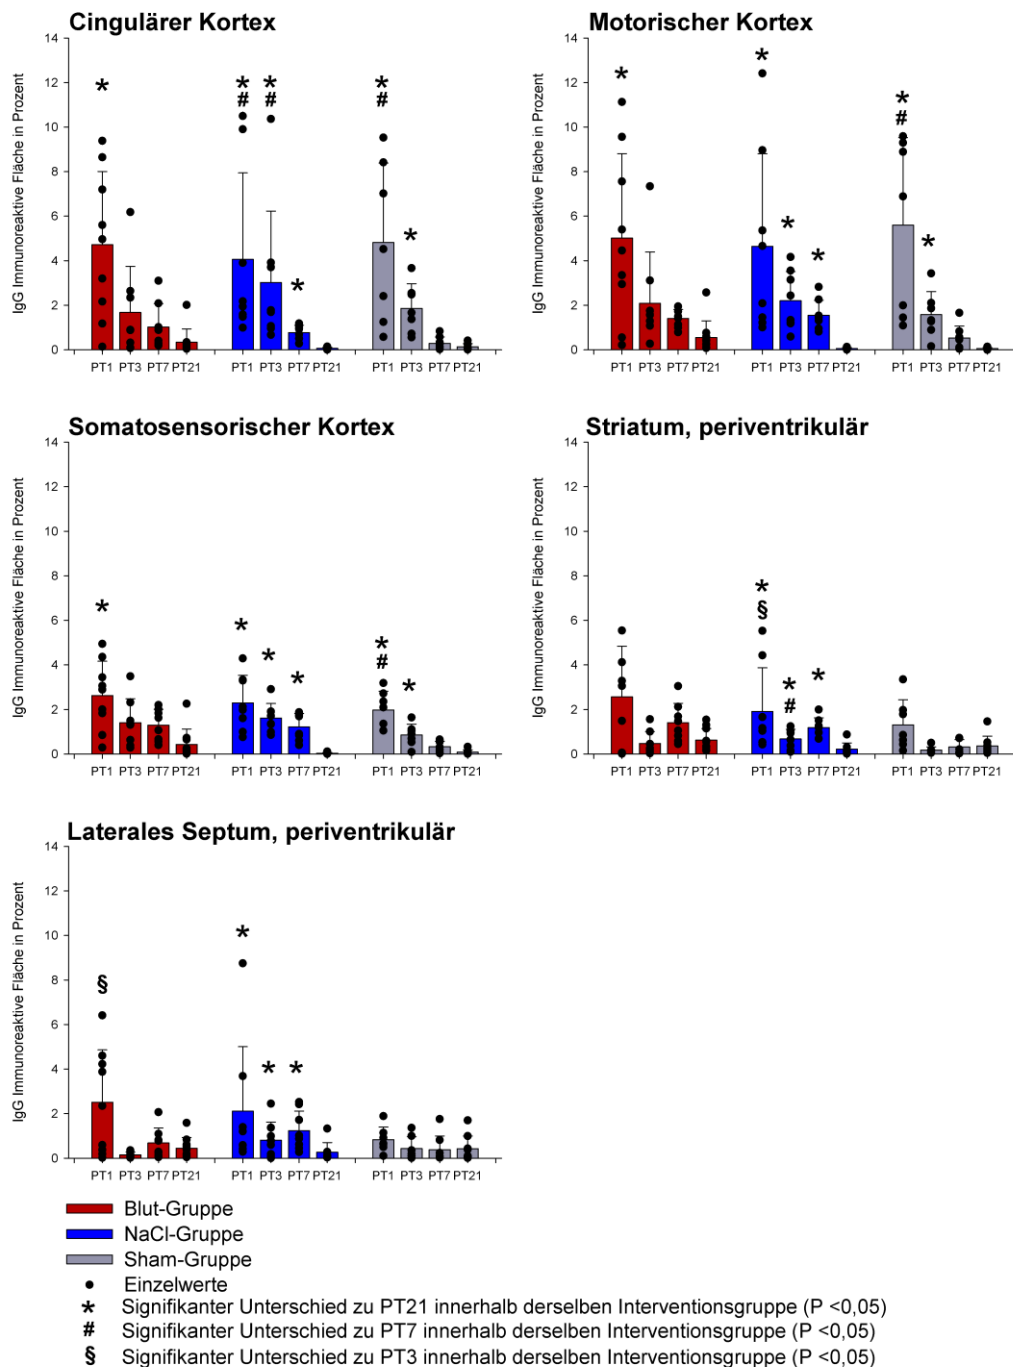 Cingulärer Kortex
IgG Immunoreaktive Fläche in Prozent
14
12
10
8
6
4
2
0
* * # * # * # *
*
*
PT1 PT3 PT7 PT21 PT1 PT3 PT7 PT21 PT1 PT3 PT7 PT21
Motorischer Kortex
IgG Immunoreaktive Fläche in Prozent
14
12
10
8
6
4
2
0
* * * #
* * *
PT1 PT3 PT7 PT21 PT1 PT3 PT7 PT21 PT1 PT3 PT7 PT21
Somatosensorischer Kortex
IgG Immunoreaktive Fläche in Prozent
14
12
10
8
6
4
2
0
* * * * * # *
PT1 PT3 PT7 PT21 PT1 PT3 PT7 PT21 PT1 PT3 PT7 PT21
Striatum, periventrikulär
IgG Immunoreaktive Fläche in Prozent
14
12
10
8
6
4
2
0
* § * # *
PT1 PT3 PT7 PT21 PT1 PT3 PT7 PT21 PT1 PT3 PT7 PT21
Laterales Septum, periventrikulär
IgG Immunoreaktive Fläche in Prozent
14
12
10
8
6
4
2
0
§ * * *
PT1 PT3 PT7 PT21 PT1 PT3 PT7 PT21 PT1 PT3 PT7 PT21
Blut-Gruppe
NaCl-Gruppe
Sham-Gruppe
● Einzelwerte
* Signifikanter Unterschied zu PT21 innerhalb derselben Interventionsgruppe (P <0,05)
# Signifikanter Unterschied zu PT7 innerhalb derselben Interventionsgruppe (P <0,05)
§ Signifikanter Unterschied zu PT3 innerhalb derselben Interventionsgruppe (P <0,05)